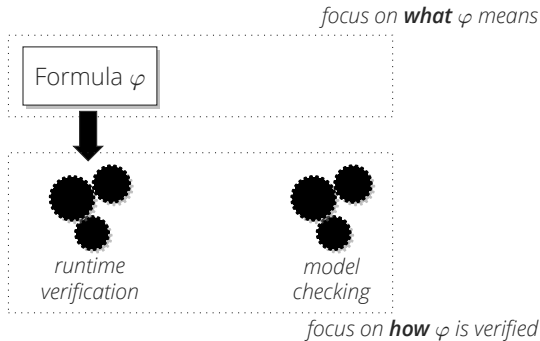 focus on what φ means
Formula φ
runtime
verification
model
checking
focus on how φ is verified